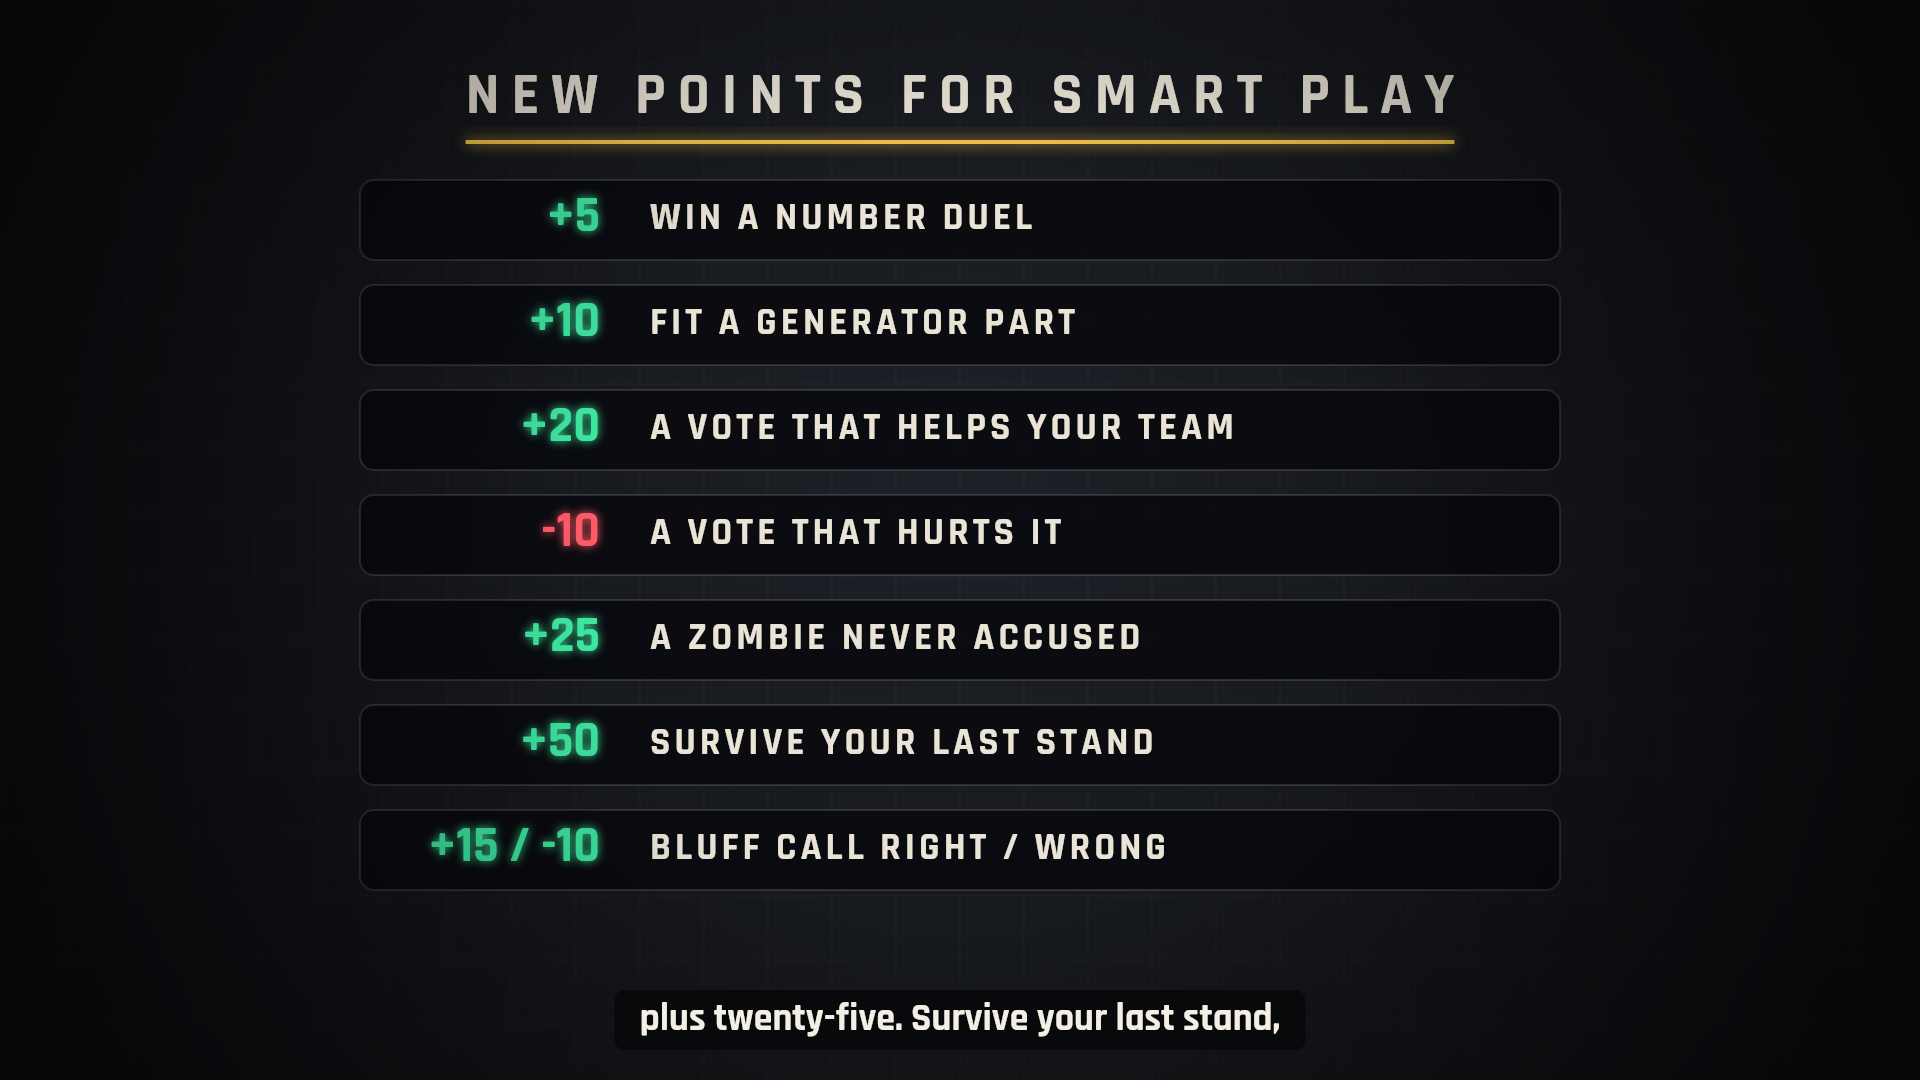 NEW POINTS FOR SMART PLAY
+5 WIN A NUMBER DUEL
+10 FIT A GENERATOR PART
+20 A VOTE THAT HELPS YOUR TEAM
-10 A VOTE THAT HURTS IT
+25 A ZOMBIE NEVER ACCUSED
+50 SURVIVE YOUR LAST STAND
+15 / -10 BLUFF CALL RIGHT / WRONG
plus twenty-five. Survive your last stand,